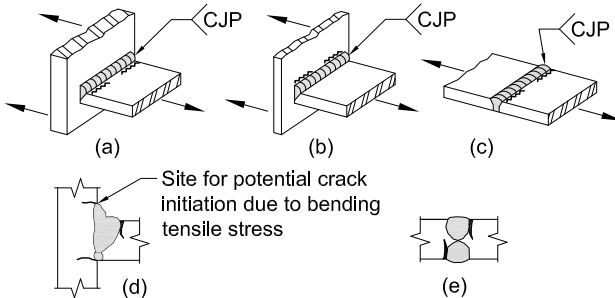 CJP
CJP
CJP
(a)
(b)
(c)
Site for potential crack
initiation due to bending
tensile stress
(d)
(e)